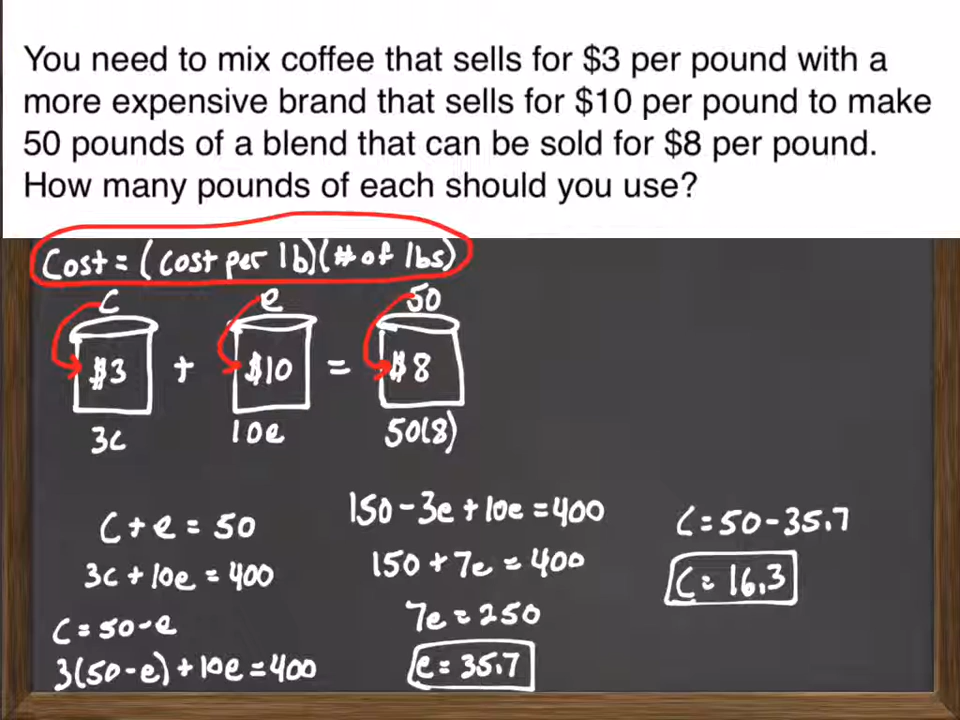 You need to mix coffee that sells for $3 per pound with a
more expensive brand that sells for $10 per pound to make
50 pounds of a blend that can be sold for $8 per pound.
How many pounds of each should you use?
Cost = (cost per lb)(# of lbs)
c e 50
$3 + $10 = $8
3c 10e 50(8)
c + e = 50
3c + 10e = 400
c = 50 - e
3(50 - e) + 10e = 400
150 - 3e + 10e = 400
150 + 7e = 400
7e = 250
e = 35.7
c = 50 - 35.7
c = 16.3